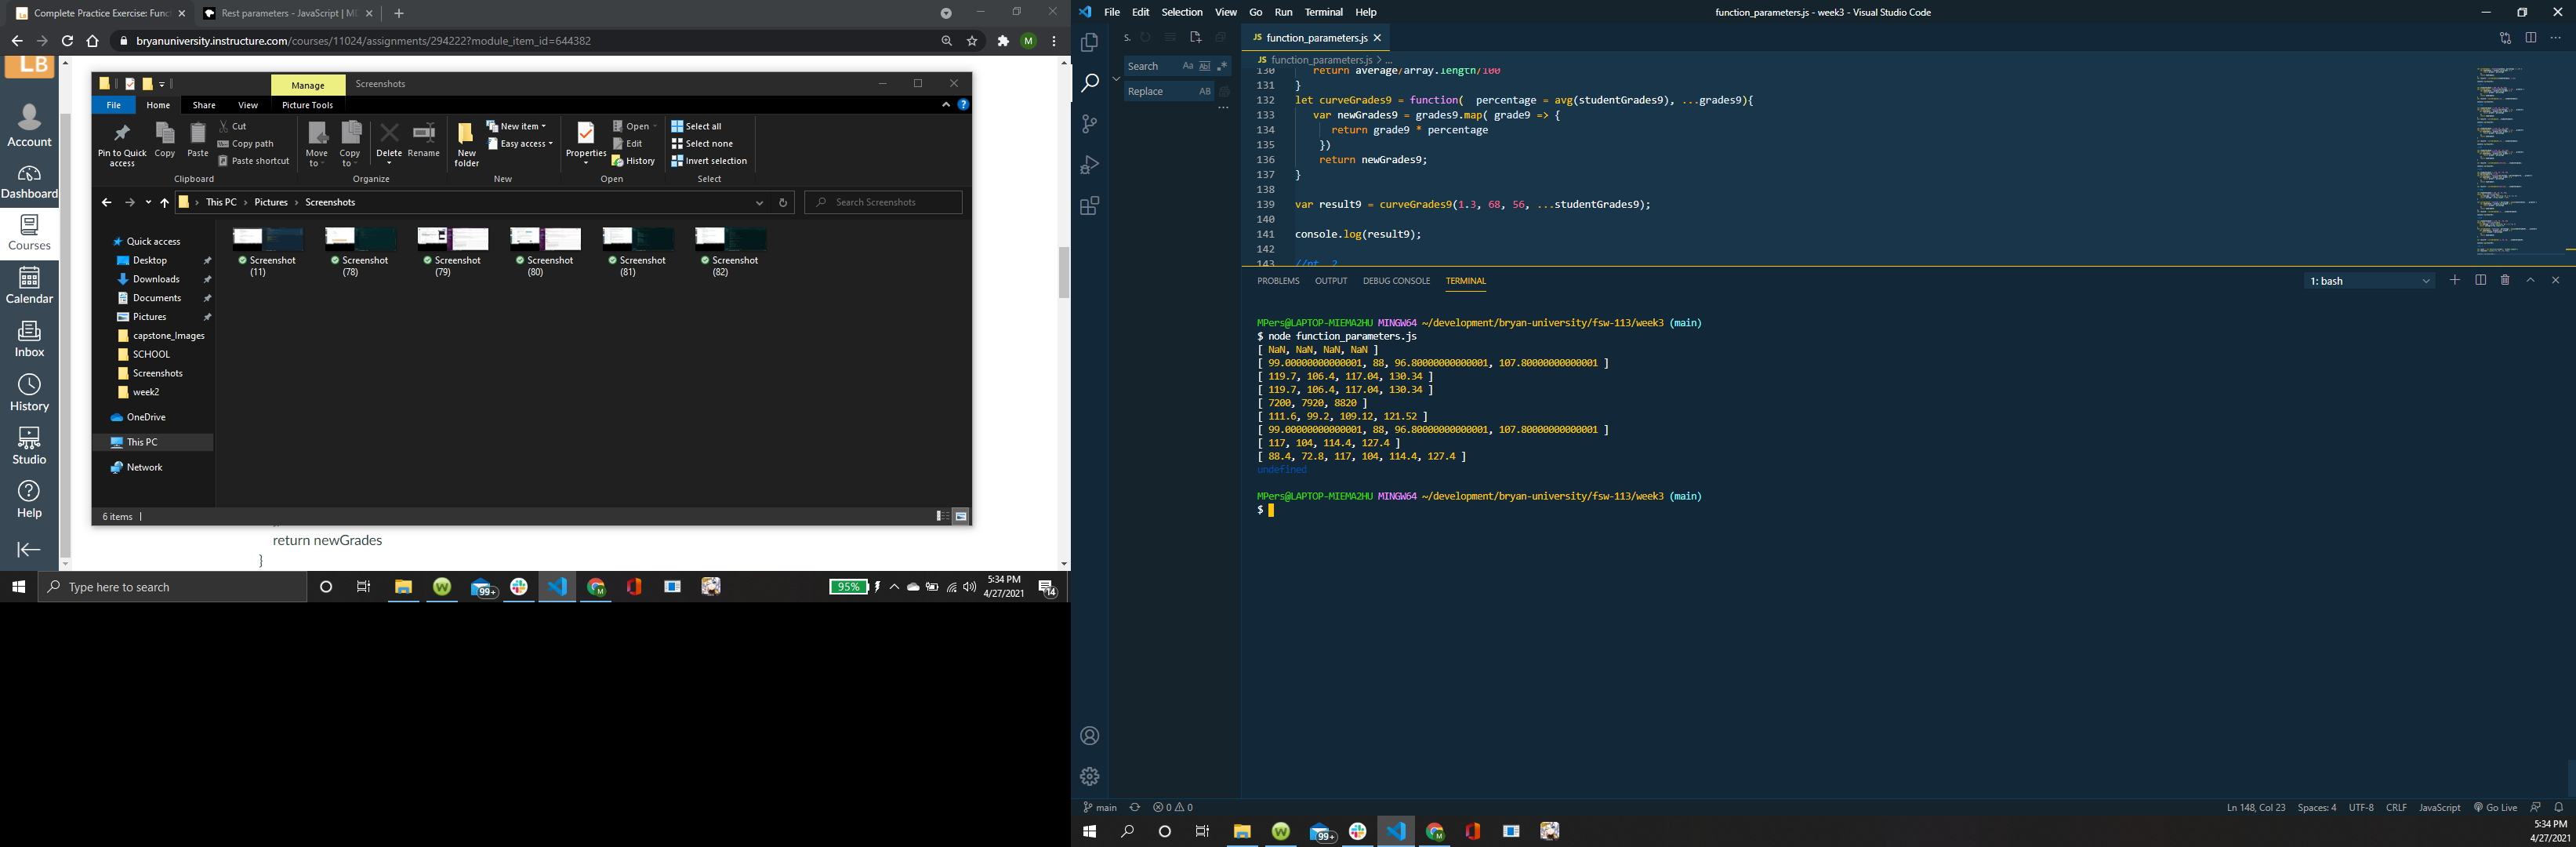 Complete Practice Exercise: Func
Rest parameters - JavaScript | MD
bryanuniversity.instructure.com/courses/11024/assignments/294222?module_item_id=644382
M
LB
Account
Dashboard
Courses
Calendar
Inbox
History
Studio
Help
Manage
Screenshots
File
Home
Share
View
Picture Tools
Pin to Quick access
Copy
Paste
Cut
Copy path
Paste shortcut
Clipboard
Move to
Copy to
Delete
Rename
Organize
New folder
New item
Easy access
New
Properties
Open
Edit
History
Open
Select all
Select none
Invert selection
Select
This PC
Pictures
Screenshots
Search Screenshots
Quick access
Desktop
Downloads
Documents
Pictures
capstone_Images
SCHOOL
Screenshots
week2
OneDrive
This PC
Network
Screenshot (11)
Screenshot (78)
Screenshot (79)
Screenshot (80)
Screenshot (81)
Screenshot (82)
6 items
return newGrades
}
Type here to search
99+
95%
5:34 PM
4/27/2021
14
File Edit Selection View Go Run Terminal Help
function_parameters.js - week3 - Visual Studio Code
S.
Search
Aa
Replace
AB
JS function_parameters.js
JS function_parameters.js > ...
130 return average/array.length/100
131 }
132 let curveGrades9 = function(  percentage = avg(studentGrades9), ...grades9){
133 var newGrades9 = grades9.map( grade9 => {
134 return grade9 * percentage
135 })
136 return newGrades9;
137 }
138
139 var result9 = curveGrades9(1.3, 68, 56, ...studentGrades9);
140
141 console.log(result9);
142
143 //pt. 2
PROBLEMS OUTPUT DEBUG CONSOLE TERMINAL
1: bash
MPers@LAPTOP-MIEMA2HU MINGW64 ~/development/bryan-university/fsw-113/week3 (main)
$ node function_parameters.js
[ NaN, NaN, NaN, NaN ]
[ 99.00000000000001, 88, 96.80000000000001, 107.80000000000001 ]
[ 119.7, 106.4, 117.04, 130.34 ]
[ 119.7, 106.4, 117.04, 130.34 ]
[ 7200, 7920, 8820 ]
[ 111.6, 99.2, 109.12, 121.52 ]
[ 99.00000000000001, 88, 96.80000000000001, 107.80000000000001 ]
[ 117, 104, 114.4, 127.4 ]
[ 88.4, 72.8, 117, 104, 114.4, 127.4 ]
undefined
MPers@LAPTOP-MIEMA2HU MINGW64 ~/development/bryan-university/fsw-113/week3 (main)
$
main
0
0
Ln 148, Col 23
Spaces: 4
UTF-8
CRLF
JavaScript
Go Live
99+
5:34 PM
4/27/2021